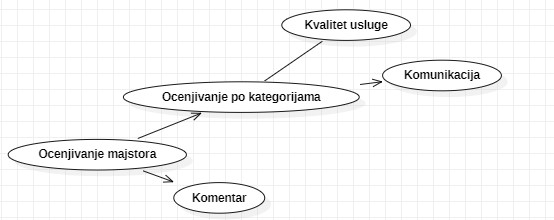 Kvalitet usluge
Komunikacija
Ocenjivanje po kategorijama
Ocenjivanje majstora
Komentar